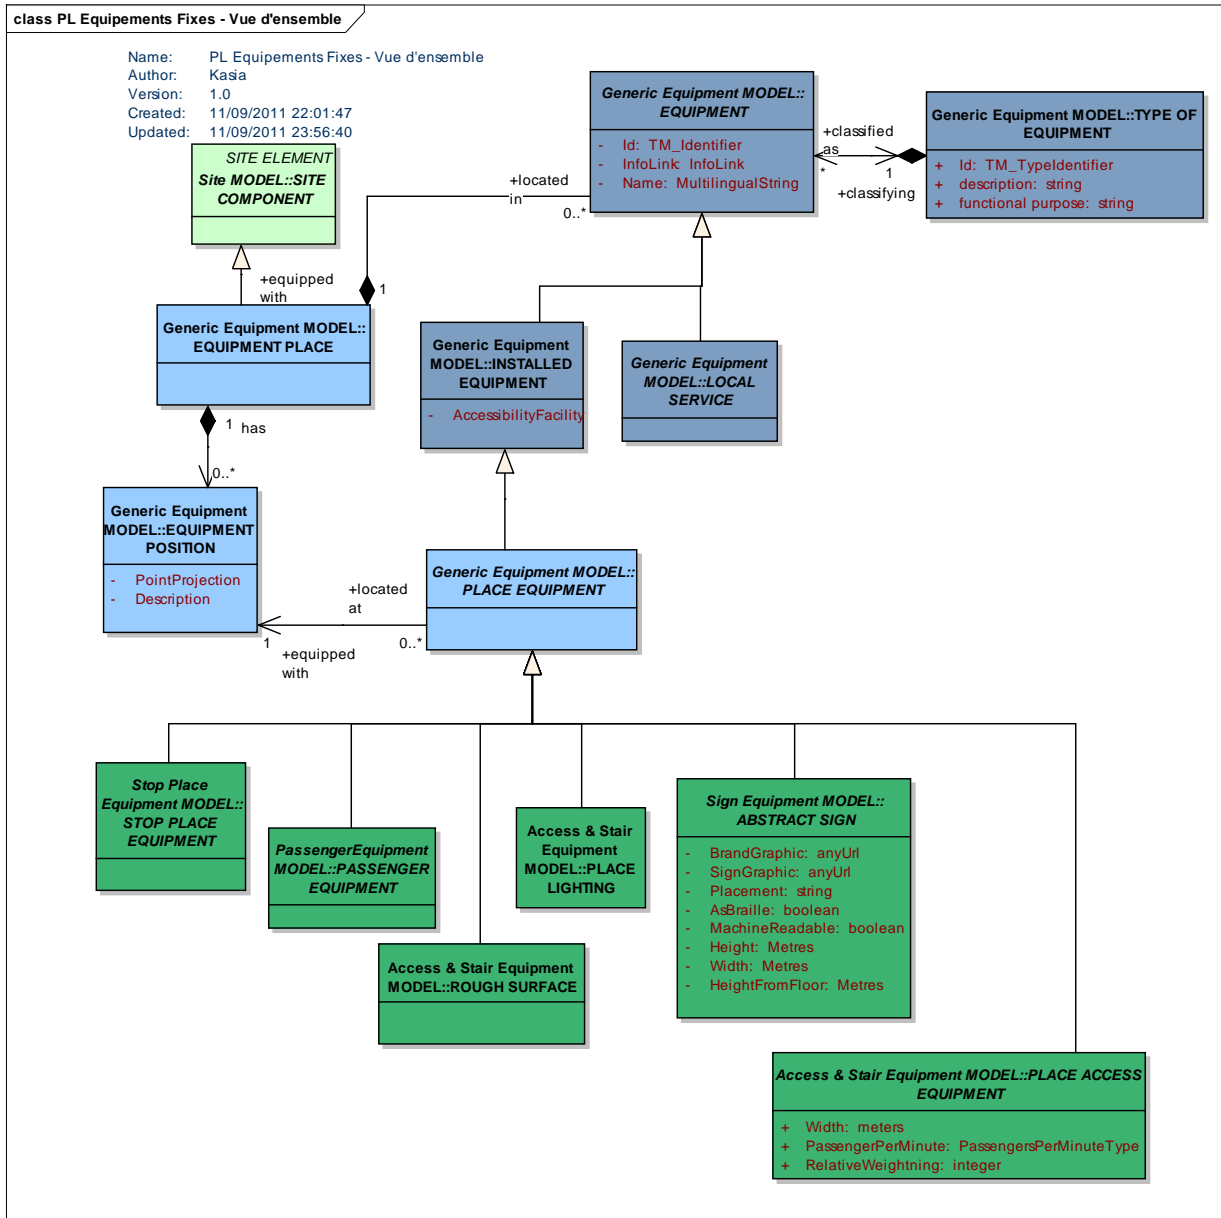 class PL Equipements Fixes - Vue d'ensemble
Name: PL Equipements Fixes - Vue d'ensemble
Author: Kasia
Version: 1.0
Created: 11/09/2011 22:01:47
Updated: 11/09/2011 23:56:40
SITE ELEMENT
Site MODEL::SITE
COMPONENT
Generic Equipment MODEL::
EQUIPMENT
- Id: TM_Identifier
- InfoLink: InfoLink
- Name: MultilingualString
+classified
as
*
1
+classifying
Generic Equipment MODEL::TYPE OF
EQUIPMENT
+ Id: TM_TypeIdentifier
+ description: string
+ functional purpose: string
+located
in
0..*
+equipped
with
1
Generic Equipment MODEL::
EQUIPMENT PLACE
Generic Equipment
MODEL::INSTALLED
EQUIPMENT
- AccessibilityFacility
Generic Equipment
MODEL::LOCAL
SERVICE
1 has
0..*
Generic Equipment
MODEL::EQUIPMENT
POSITION
- PointProjection
- Description
+located
at
1
0..*
+equipped
with
Generic Equipment MODEL::
PLACE EQUIPMENT
Stop Place
Equipment MODEL::
STOP PLACE
EQUIPMENT
PassengerEquipment
MODEL::PASSENGER
EQUIPMENT
Access & Stair Equipment
MODEL::ROUGH SURFACE
Access & Stair
Equipment
MODEL::PLACE
LIGHTING
Sign Equipment MODEL::
ABSTRACT SIGN
- BrandGraphic: anyUrl
- SignGraphic: anyUrl
- Placement: string
- AsBraille: boolean
- MachineReadable: boolean
- Height: Metres
- Width: Metres
- HeightFromFloor: Metres
Access & Stair Equipment MODEL::PLACE ACCESS
EQUIPMENT
+ Width: meters
+ PassengerPerMinute: PassengersPerMinuteType
+ RelativeWeightning: integer